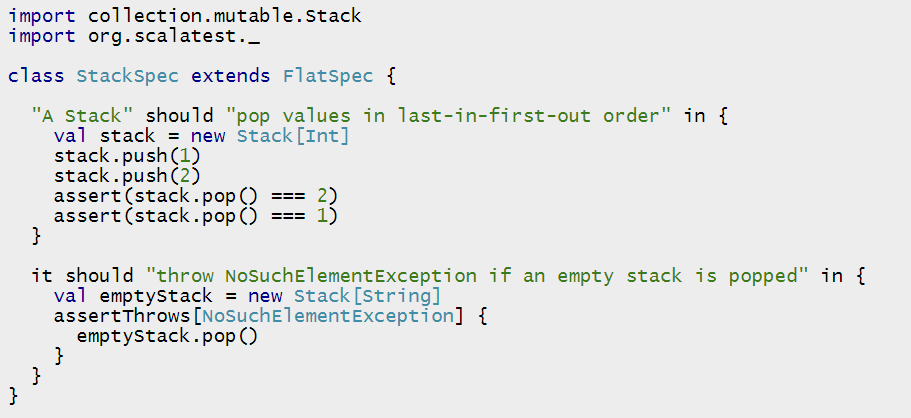 import collection.mutable.Stack
import org.scalatest._

class StackSpec extends FlatSpec {

  "A Stack" should "pop values in last-in-first-out order" in {
    val stack = new Stack[Int]
    stack.push(1)
    stack.push(2)
    assert(stack.pop() === 2)
    assert(stack.pop() === 1)
  }

  it should "throw NoSuchElementException if an empty stack is popped" in {
    val emptyStack = new Stack[String]
    assertThrows[NoSuchElementException] {
      emptyStack.pop()
    }
  }
}